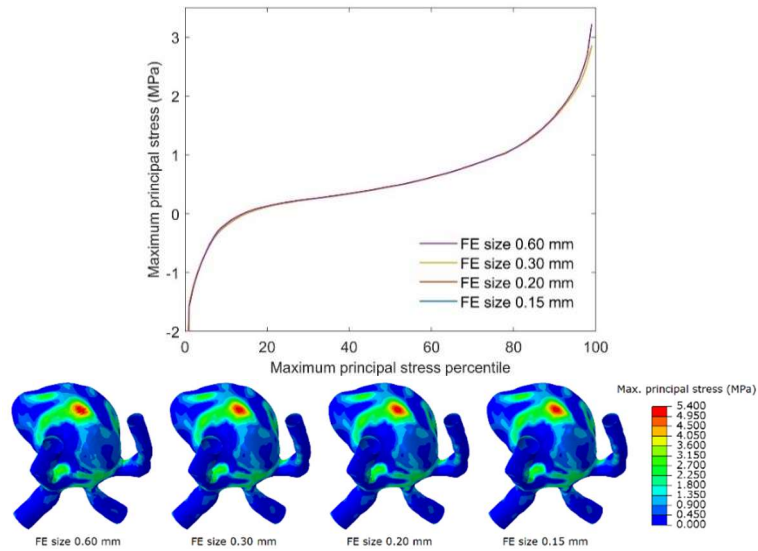 3
2
1
0
-1
-2
Maximum principal stress (MPa)
FE size 0.60 mm
FE size 0.30 mm
FE size 0.20 mm
FE size 0.15 mm
0 20 40 60 80 100
Maximum principal stress percentile
Max. principal stress (MPa)
5.400
4.950
4.500
4.050
3.600
3.150
2.700
2.250
1.800
1.350
0.900
0.450
0.000
FE size 0.60 mm FE size 0.30 mm FE size 0.20 mm FE size 0.15 mm